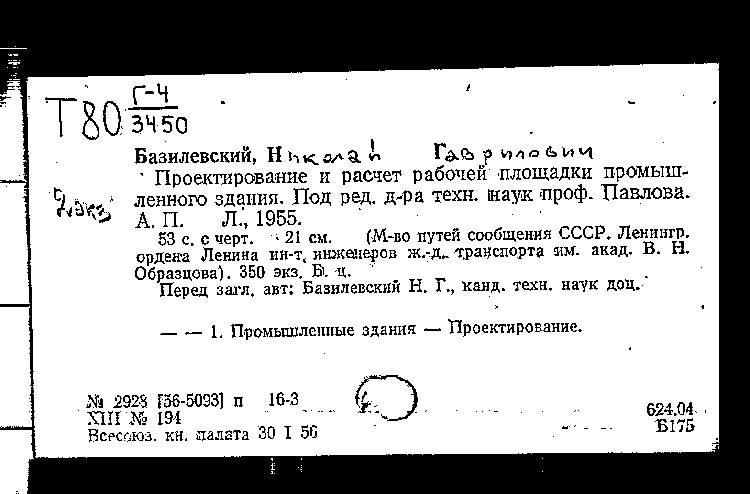 Г-4
Т80 3450
Базилевский, Николай Гаврилович
Проектирование и расчет рабочей площадки промыш-
2 экз ленного здания. Под ред. д-ра техн. наук проф. Павлова.
А. П. Л., 1955.
53 с. с черт. 21 см. (М-во путей сообщения СССР. Ленингр.
ордена Ленина ин-т. инженеров ж.-д. транспорта им. акад. В. Н.
Образцова). 350 экз. Б. ц.
Перед загл. авт: Базилевский Н. Г., канд. техн. наук доц.
— — 1. Промышленные здания — Проектирование.
№ 2928 [56-5093] п 16-3
XIII № 194
624.04
Всесоюз. кн. палата 30 I 56
Б175